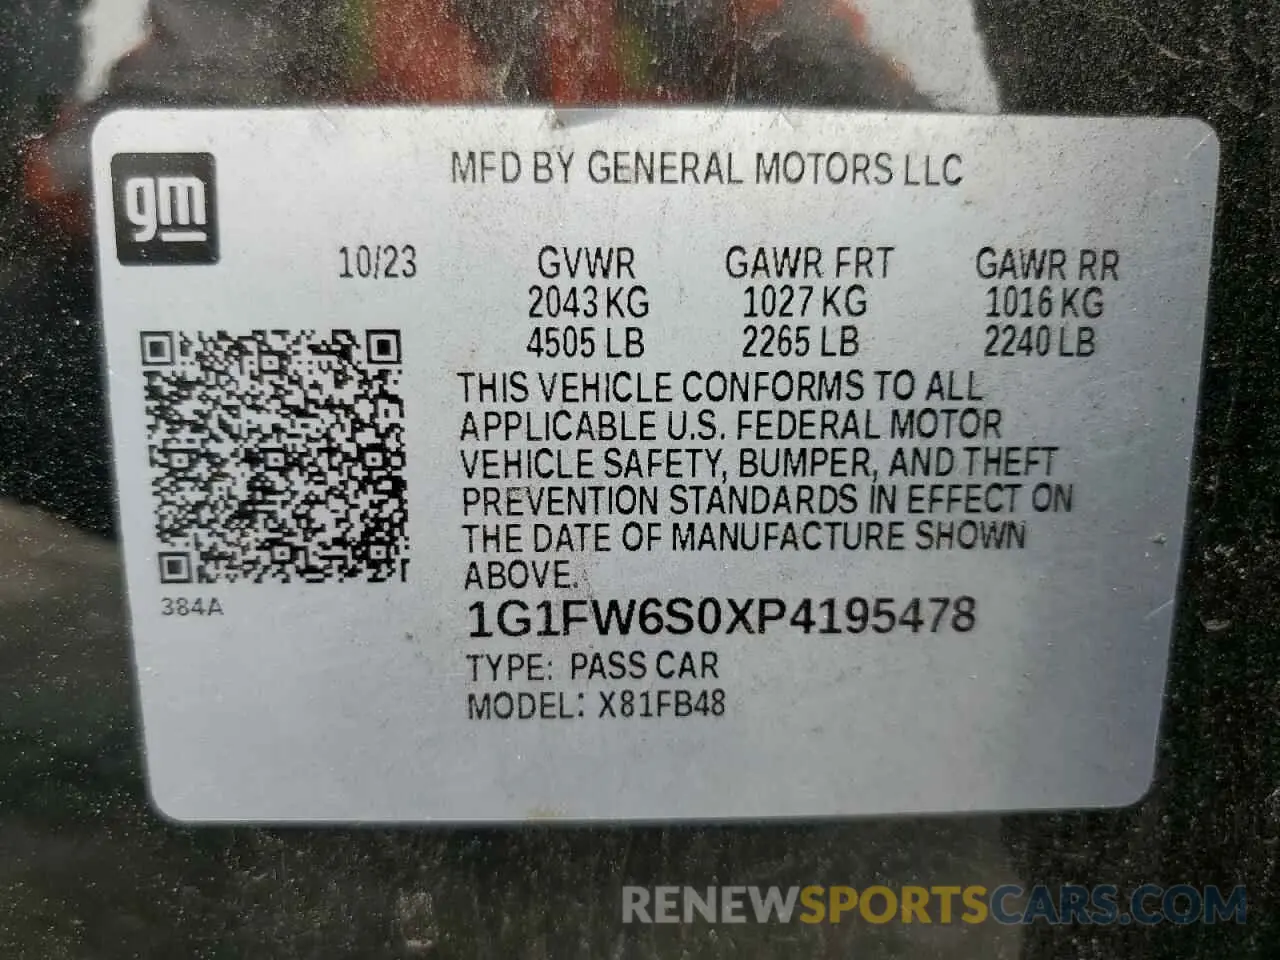 MFD BY GENERAL MOTORS LLC
gm
10/23 GVWR GAWR FRT GAWR RR
2043 KG 1027 KG 1016 KG
4505 LB 2265 LB 2240 LB
THIS VEHICLE CONFORMS TO ALL
APPLICABLE U.S. FEDERAL MOTOR
VEHICLE SAFETY, BUMPER, AND THEFT
PREVENTION STANDARDS IN EFFECT ON
THE DATE OF MANUFACTURE SHOWN
ABOVE.
384A
1G1FW6S0XP4195478
TYPE: PASS CAR
MODEL: X81FB48
RENEWSPORTSCARS.COM